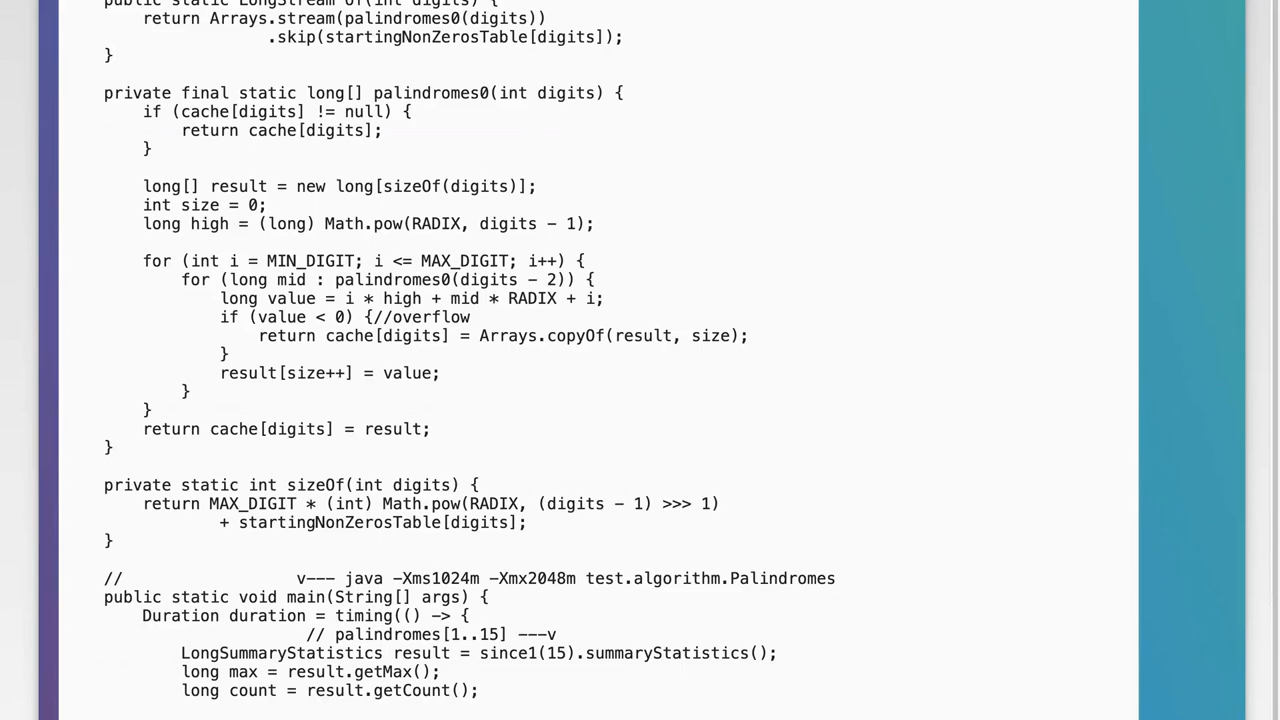 public static LongStream of(int digits) {
return Arrays.stream(palindromes0(digits))
.skip(startingNonZerosTable[digits]);
}
private final static long[] palindromes0(int digits) {
if (cache[digits] != null) {
return cache[digits];
}
long[] result = new long[sizeOf(digits)];
int size = 0;
long high = (long) Math.pow(RADIX, digits - 1);
for (int i = MIN_DIGIT; i <= MAX_DIGIT; i++) {
for (long mid : palindromes0(digits - 2)) {
long value = i * high + mid * RADIX + i;
if (value < 0) {//overflow
return cache[digits] = Arrays.copyOf(result, size);
}
result[size++] = value;
}
}
return cache[digits] = result;
}
private static int sizeOf(int digits) {
return MAX_DIGIT * (int) Math.pow(RADIX, (digits - 1) >>> 1)
+ startingNonZerosTable[digits];
}
// v--- java -Xms1024m -Xmx2048m test.algorithm.Palindromes
public static void main(String[] args) {
Duration duration = timing(() -> {
// palindromes[1..15] ---v
LongSummaryStatistics result = since1(15).summaryStatistics();
long max = result.getMax();
long count = result.getCount();